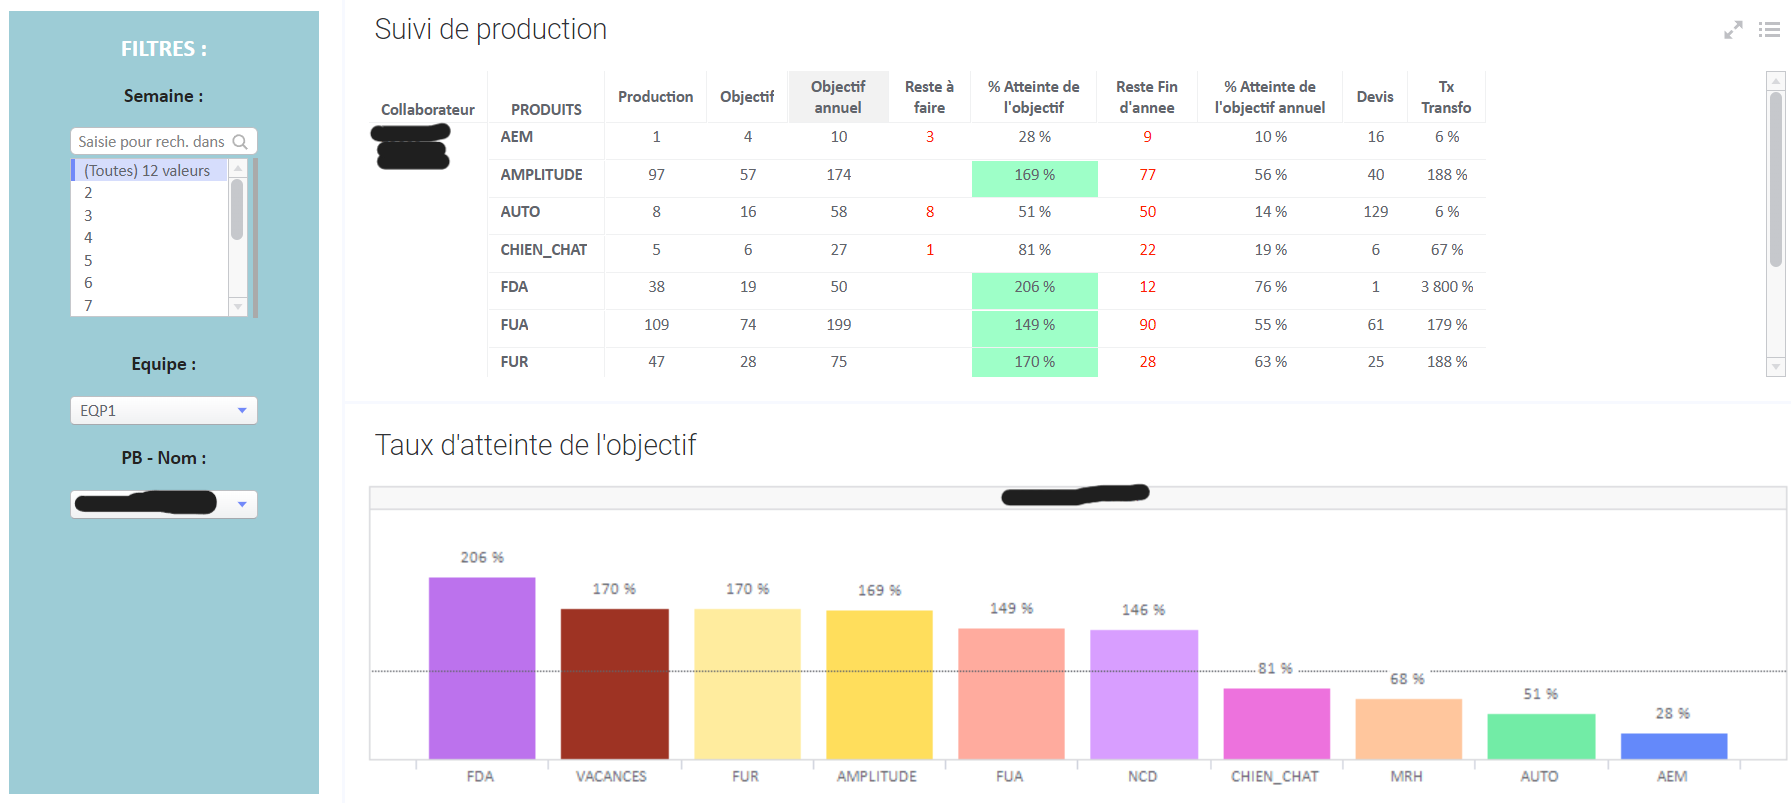 FILTRES :
Semaine :
Saisie pour rech. dans
(Toutes) 12 valeurs
2
3
4
5
6
7
Equipe :
EQP1
PB - Nom :
Suivi de production
Collaborateur PRODUITS Production Objectif Objectif annuel Reste à faire % Atteinte de l'objectif Reste Fin d'annee % Atteinte de l'objectif annuel Devis Tx Transfo
AEM 1 4 10 3 28 % 9 10 % 16 6 %
AMPLITUDE 97 57 174 169 % 77 56 % 40 188 %
AUTO 8 16 58 8 51 % 50 14 % 129 6 %
CHIEN_CHAT 5 6 27 1 81 % 22 19 % 6 67 %
FDA 38 19 50 206 % 12 76 % 1 3 800 %
FUA 109 74 199 149 % 90 55 % 61 179 %
FUR 47 28 75 170 % 28 63 % 25 188 %
Taux d'atteinte de l'objectif
206 % 170 % 170 % 169 % 149 % 146 % 81 % 68 % 51 % 28 %
FDA VACANCES FUR AMPLITUDE FUA NCD CHIEN_CHAT MRH AUTO AEM